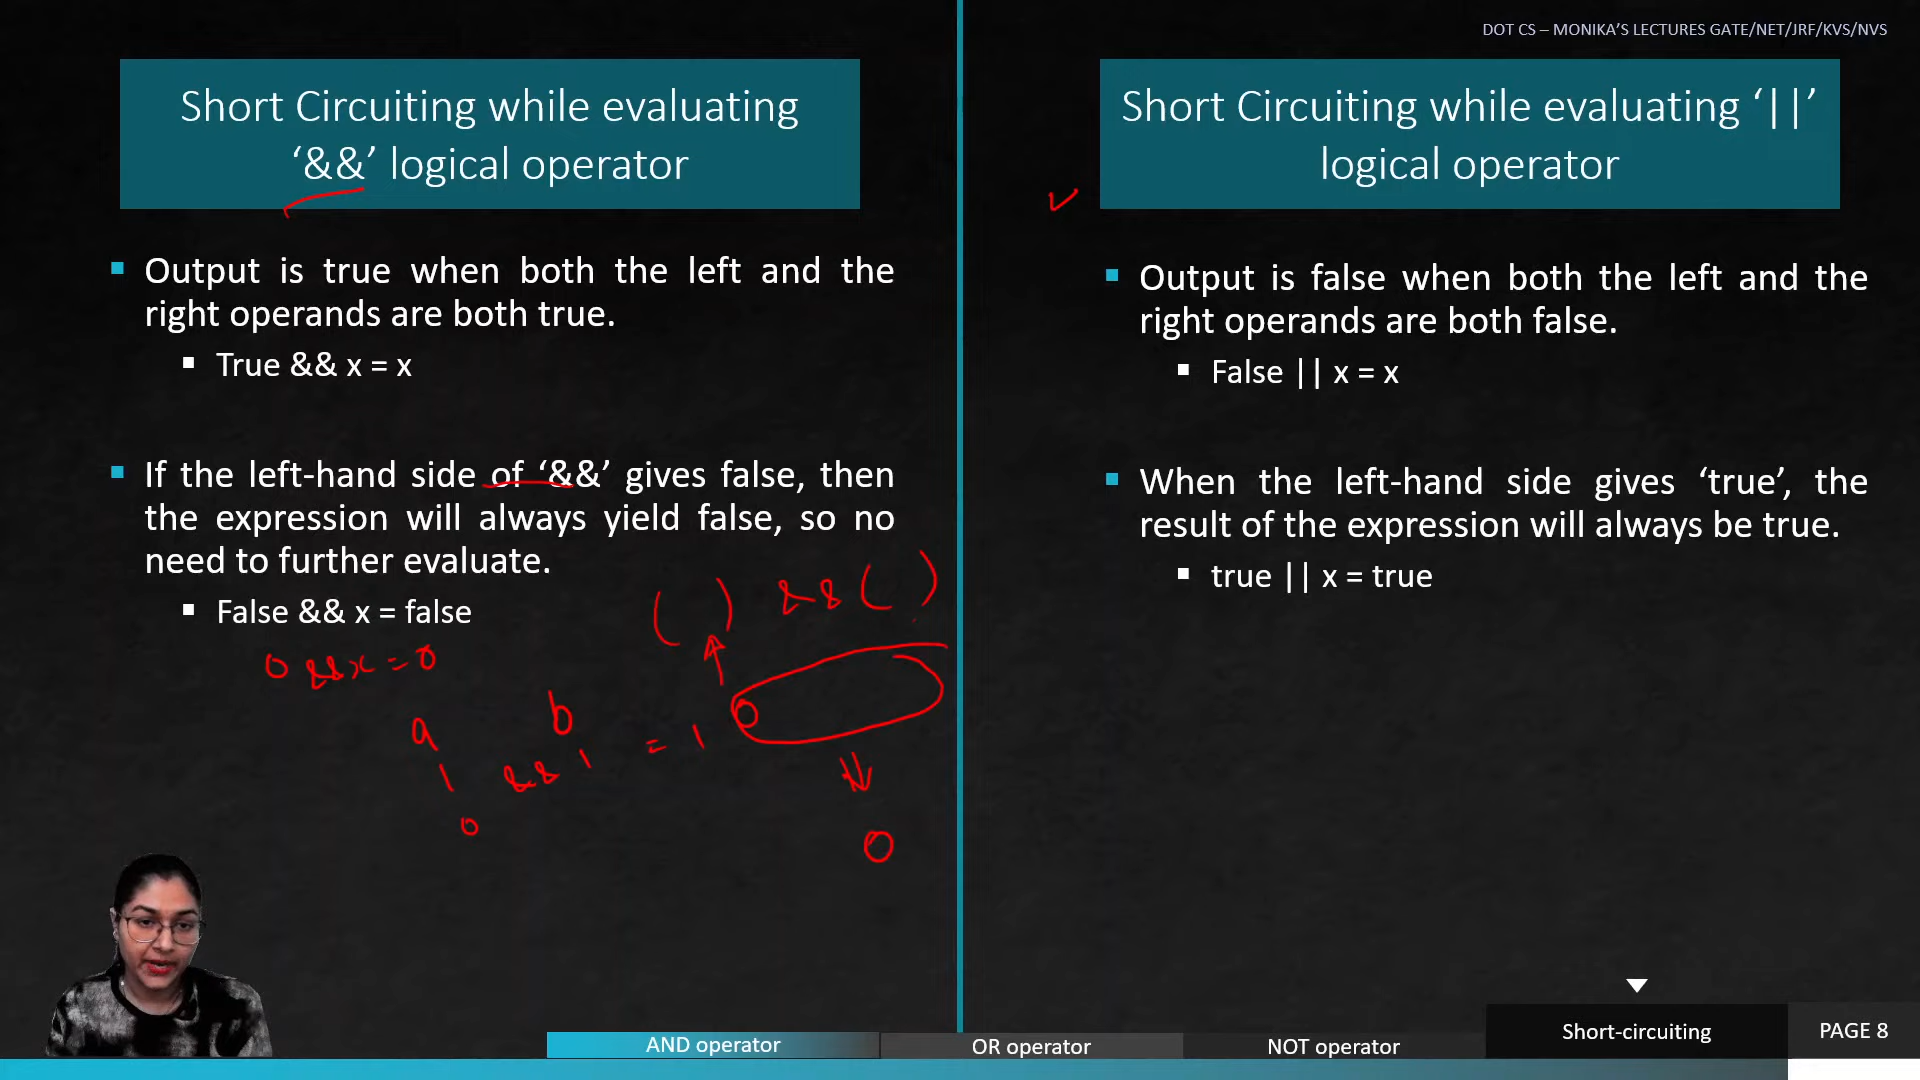 DOT CS – MONIKA'S LECTURES GATE/NET/JRF/KVS/NVS
Short Circuiting while evaluating
‘&&’ logical operator
▪ Output is true when both the left and the
right operands are both true.
▪ True && x = x
▪ If the left-hand side of ‘&&’ gives false, then
the expression will always yield false, so no
need to further evaluate.
▪ False && x = false
0 && x = 0
( ) && ( )
a b
1 && 1 = 1
0
0
0
Short Circuiting while evaluating ‘||’
logical operator
▪ Output is false when both the left and the
right operands are both false.
▪ False || x = x
▪ When the left-hand side gives ‘true’, the
result of the expression will always be true.
▪ true || x = true
AND operator
OR operator
NOT operator
Short-circuiting
PAGE 8